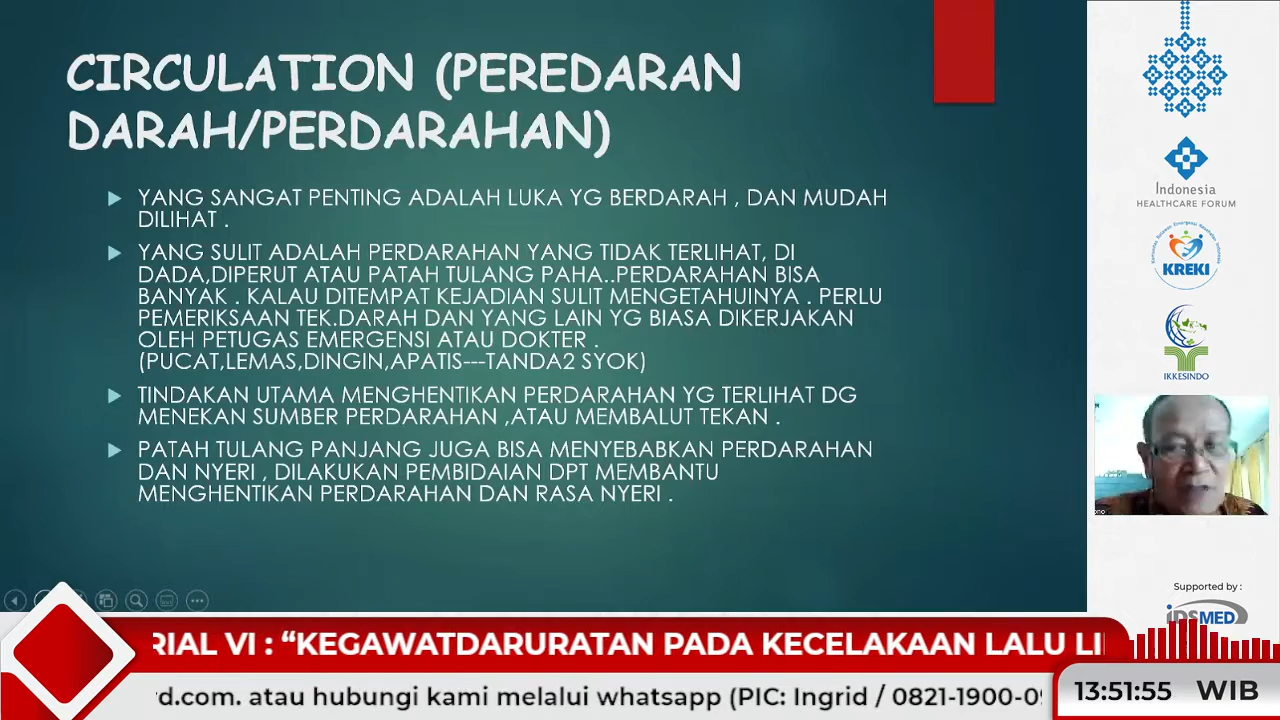 CIRCULATION (PEREDARAN
DARAH/PERDARAHAN)
YANG SANGAT PENTING ADALAH LUKA YG BERDARAH , DAN MUDAH
DILIHAT .
YANG SULIT ADALAH PERDARAHAN YANG TIDAK TERLIHAT, DI
DADA,DIPERUT ATAU PATAH TULANG PAHA..PERDARAHAN BISA
BANYAK . KALAU DITEMPAT KEJADIAN SULIT MENGETAHUINYA . PERLU
PEMERIKSAAN TEK.DARAH DAN YANG LAIN YG BIASA DIKERJAKAN
OLEH PETUGAS EMERGENSI ATAU DOKTER .
(PUCAT,LEMAS,DINGIN,APATIS---TANDA2 SYOK)
TINDAKAN UTAMA MENGHENTIKAN PERDARAHAN YG TERLIHAT DG
MENEKAN SUMBER PERDARAHAN ,ATAU MEMBALUT TEKAN .
PATAH TULANG PANJANG JUGA BISA MENYEBABKAN PERDARAHAN
DAN NYERI , DILAKUKAN PEMBIDAIAN DPT MEMBANTU
MENGHENTIKAN PERDARAHAN DAN RASA NYERI .
Indonesia
HEALTHCARE FORUM
KREKI
IKKESINDO
Supported by :
iDSMED
RIAL VI : “KEGAWATDARURATAN PADA KECELAKAAN LALU LI
rd.com. atau hubungi kami melalui whatsapp (PIC: Ingrid / 0821-1900-0
13:51:55 WIB